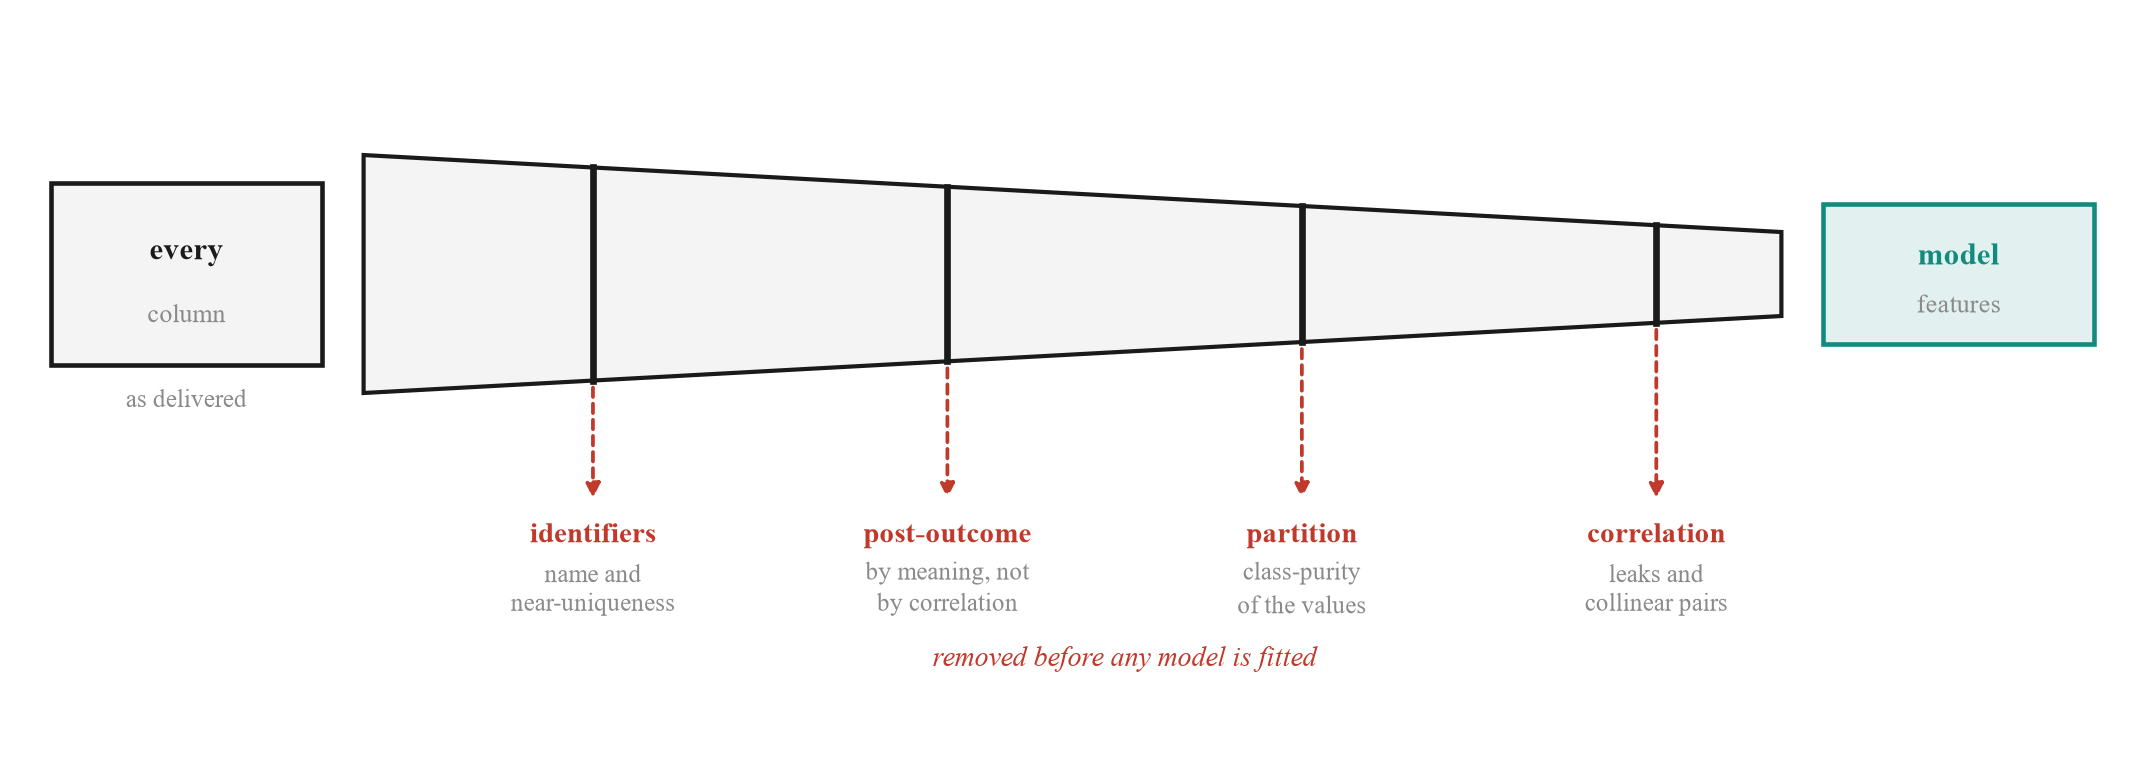 every
column
as delivered
model
features
identifiers
name and
near-uniqueness
post-outcome
by meaning, not
by correlation
partition
class-purity
of the values
correlation
leaks and
collinear pairs
removed before any model is fitted